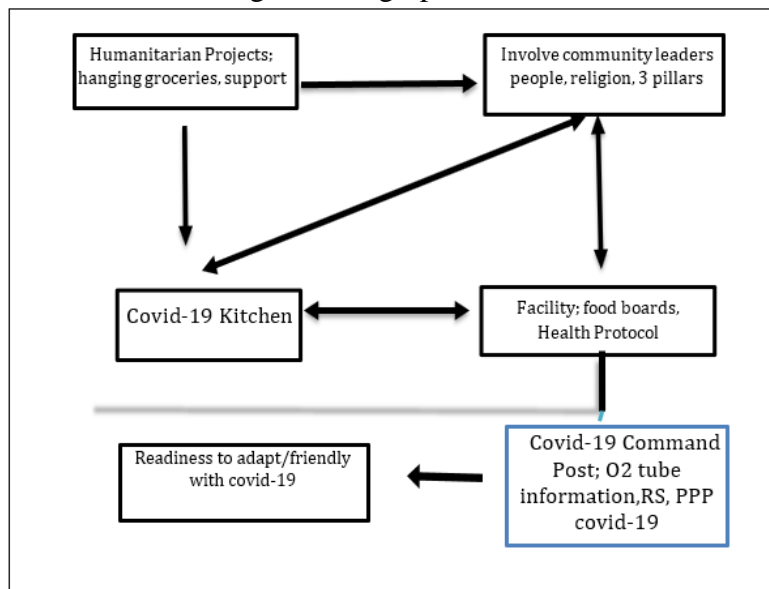 Humanitarian Projects;
hanging groceries, support
Involve community leaders
people, religion, 3 pillars
Covid-19 Kitchen
Facility; food boards,
Health Protocol
Readiness to adapt/friendly
with covid-19
Covid-19 Command
Post; O2 tube
information,RS, PPP
covid-19